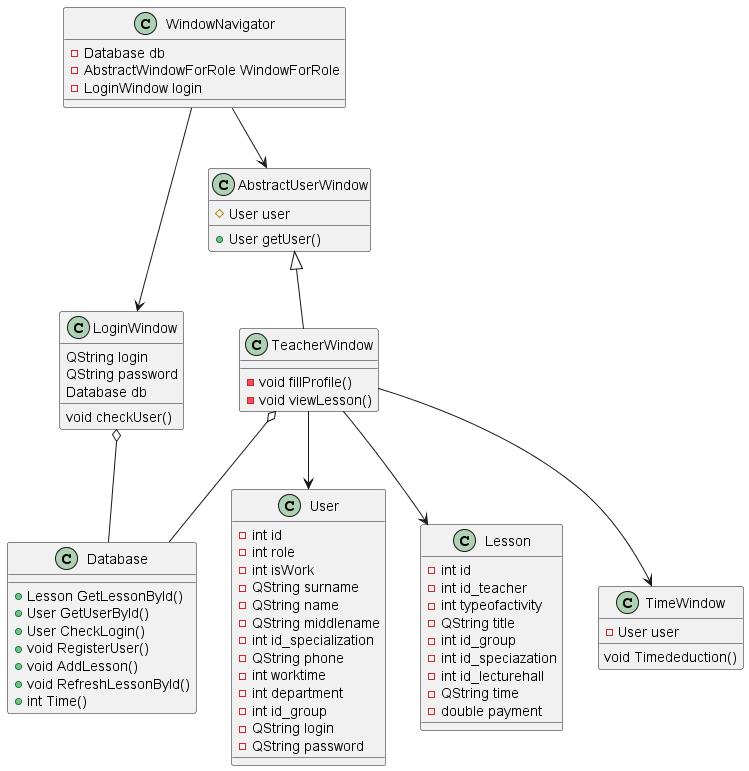 C WindowNavigator
Database db
AbstractWindowForRole WindowForRole
LoginWindow login
C AbstractUserWindow
User user
User getUser()
C LoginWindow
QString login
QString password
Database db
void checkUser()
C TeacherWindow
void fillProfile()
void viewLesson()
C Database
Lesson GetLessonById()
User GetUserById()
User CheckLogin()
void RegisterUser()
void AddLesson()
void RefreshLessonById()
int Time()
C User
int id
int role
int isWork
QString surname
QString name
QString middlename
int id_specialization
QString phone
int worktime
int department
int id_group
QString login
QString password
C Lesson
int id
int id_teacher
int typeofactivity
QString title
int id_group
int id_speciazation
int id_lecturehall
QString time
double payment
C TimeWindow
User user
void Timededuction()